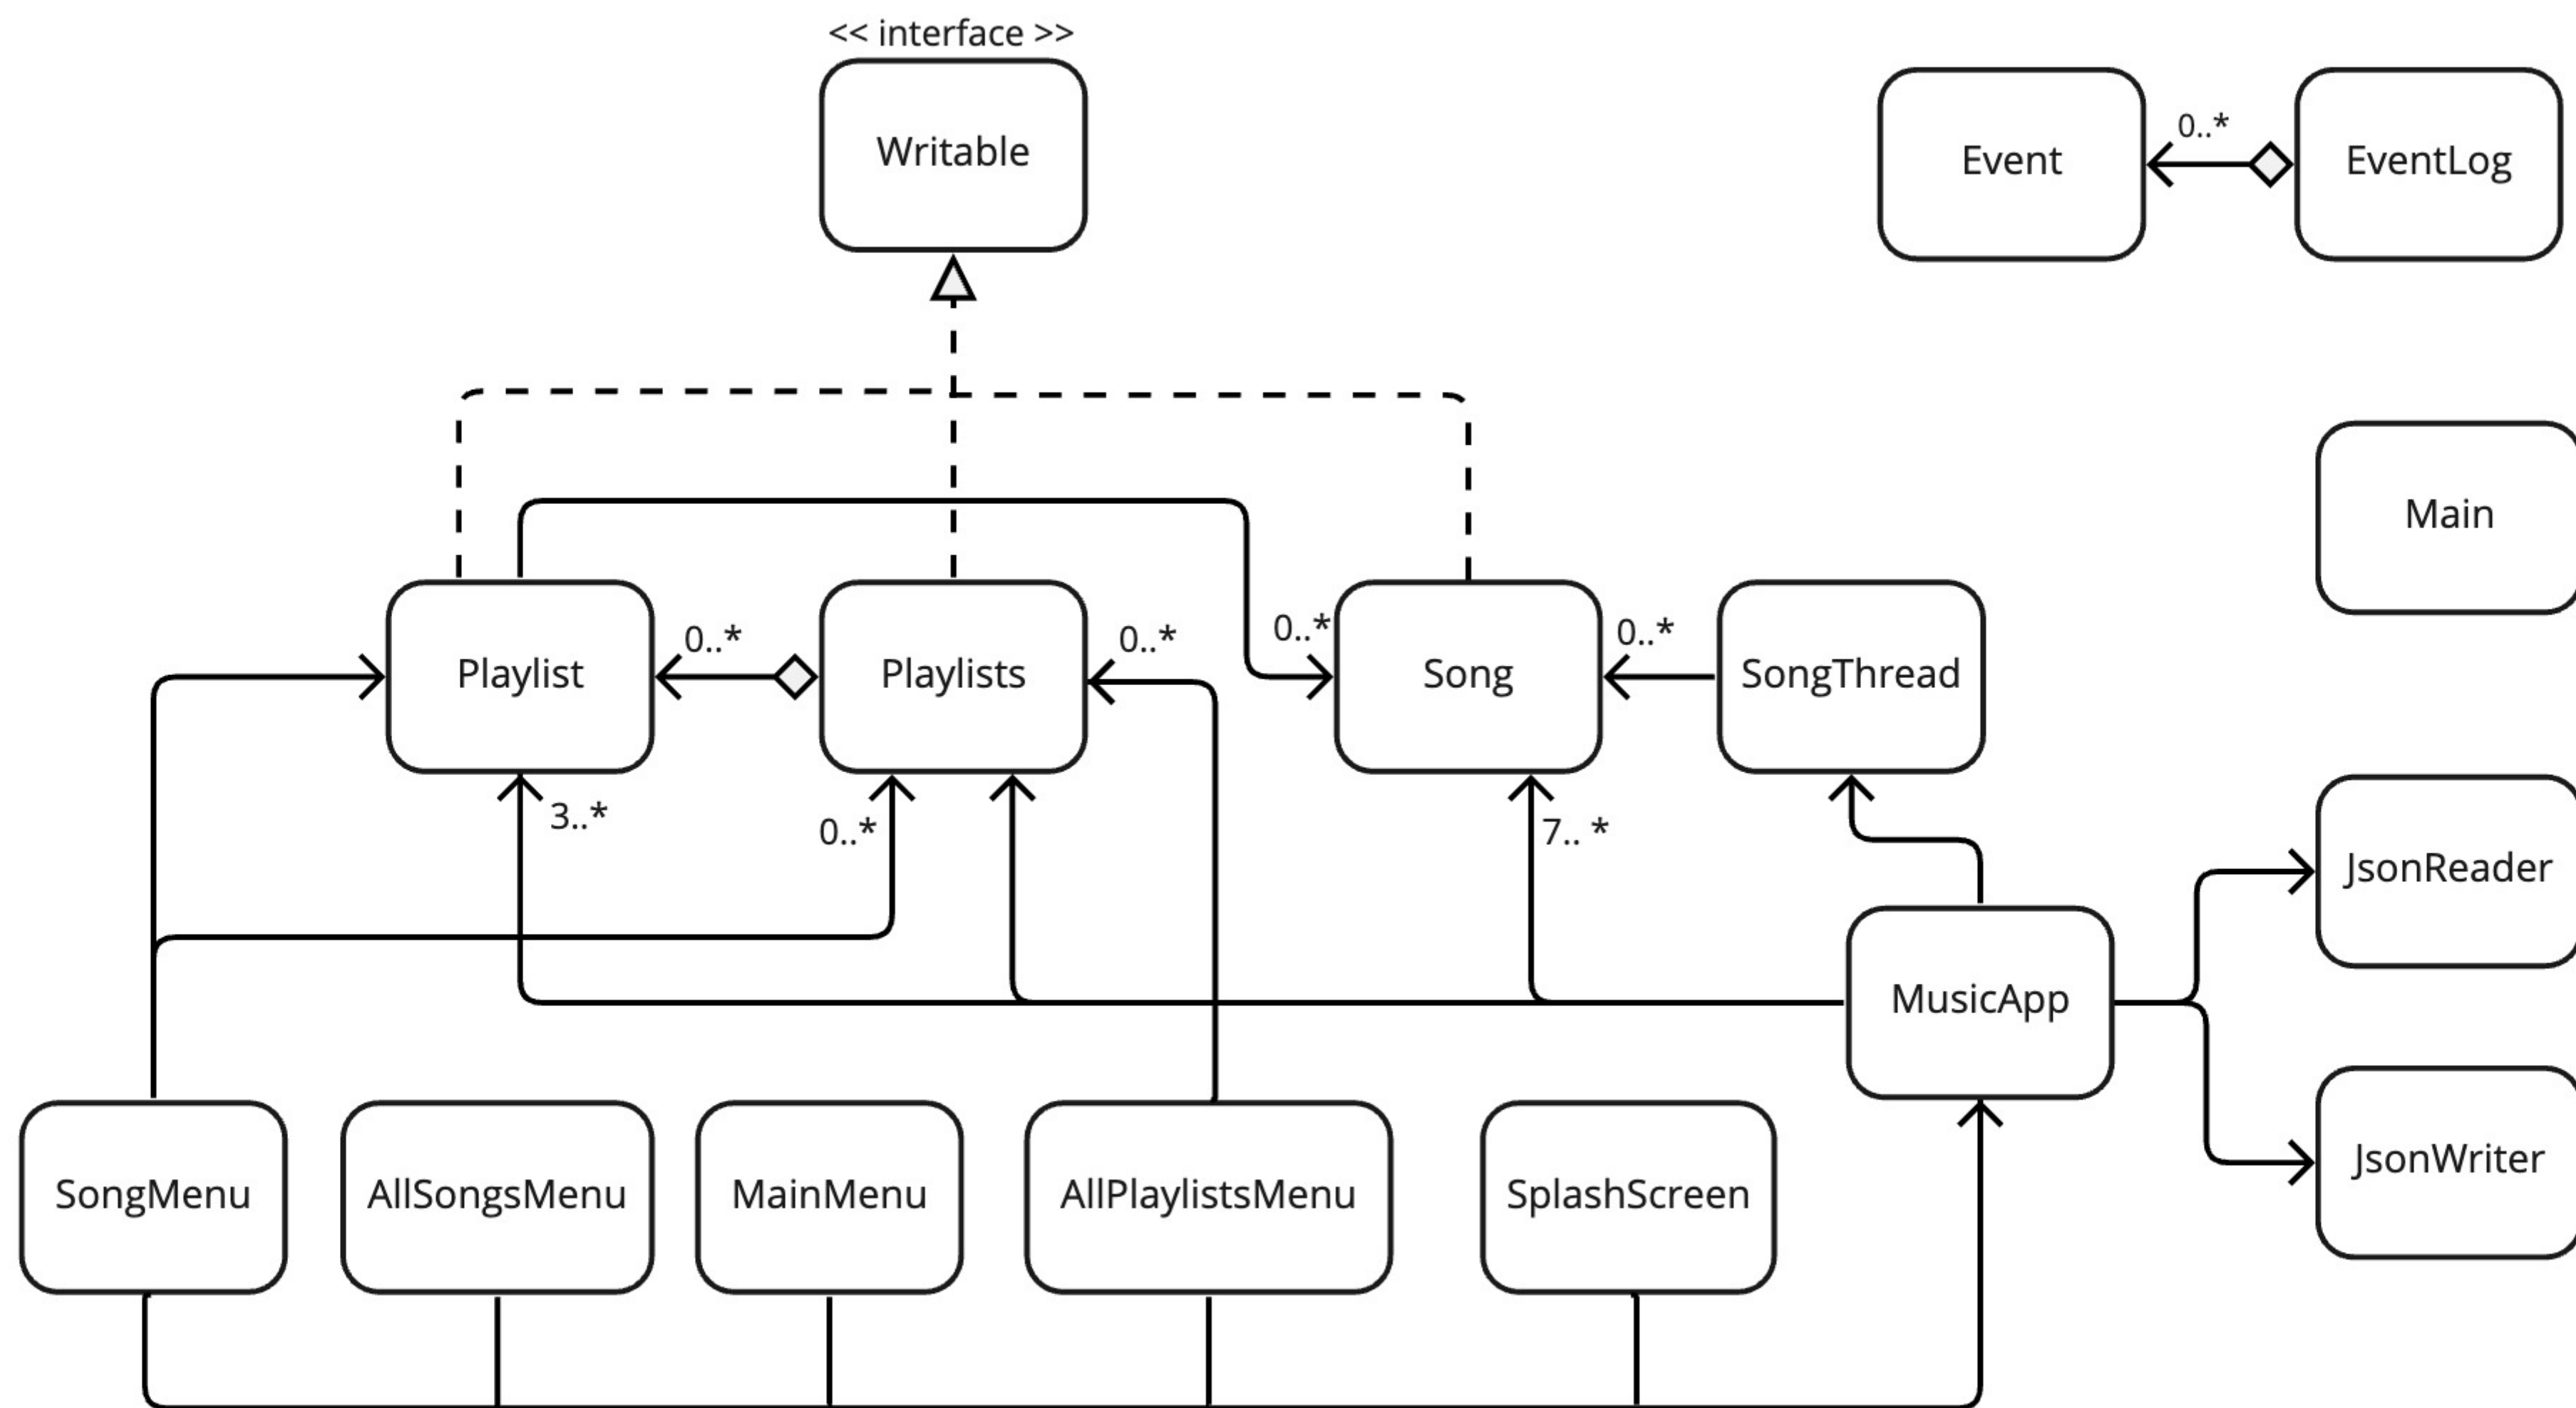 << interface >>
Writable
Event
0..*
EventLog
Main
Playlist
0..*
Playlists
0..*
0..*
Song
0..*
SongThread
3..*
0..*
7.. *
JsonReader
MusicApp
JsonWriter
SongMenu
AllSongsMenu
MainMenu
AllPlaylistsMenu
SplashScreen